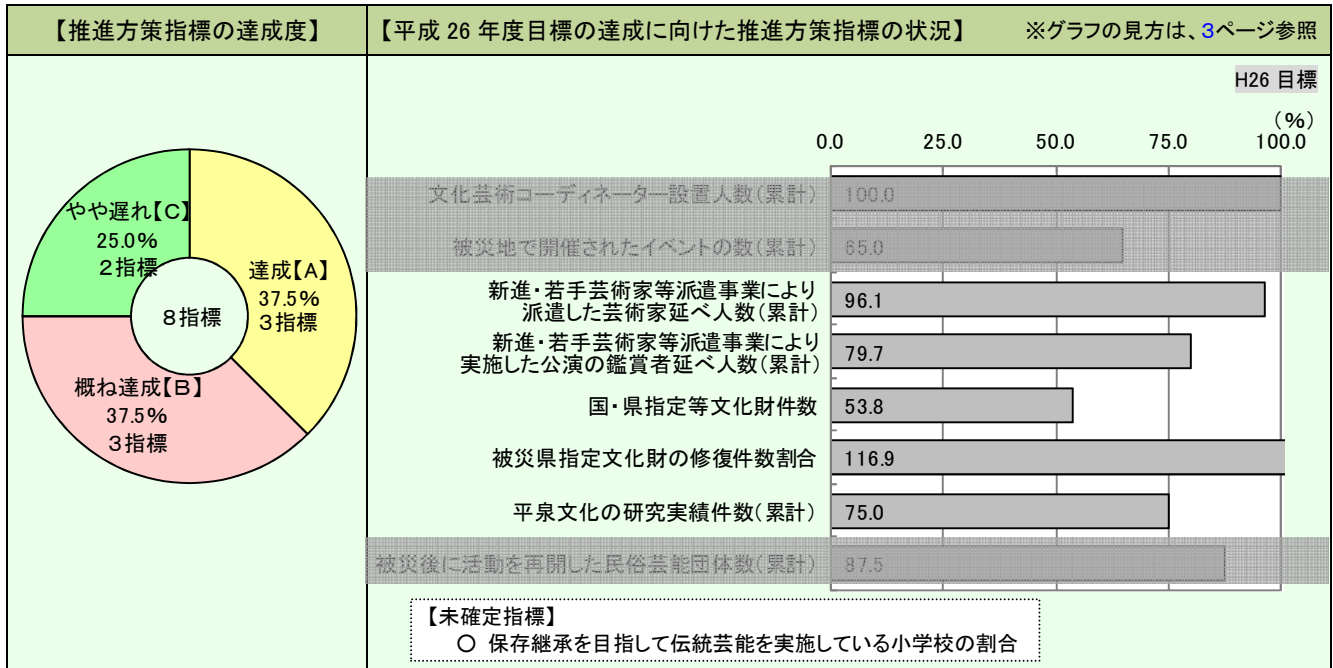 【推進方策指標の達成度】
【平成 26 年度目標の達成に向けた推進方策指標の状況】 ※グラフの見方は、3ページ参照
やや遅れ【C】
25.0%
2指標
達成【A】
37.5%
3指標
8指標
概ね達成【B】
37.5%
3指標
H26 目標
(%)
0.0 25.0 50.0 75.0 100.0
文化芸術コーディネーター設置人数(累計) 100.0
被災地で開催されたイベントの数(累計) 65.0
新進・若手芸術家等派遣事業により
派遣した芸術家延べ人数(累計) 96.1
新進・若手芸術家等派遣事業により
実施した公演の鑑賞者延べ人数(累計) 79.7
国・県指定等文化財件数 53.8
被災県指定文化財の修復件数割合 116.9
平泉文化の研究実績件数(累計) 75.0
被災後に活動を再開した民俗芸能団体数(累計) 87.5
【未確定指標】
○ 保存継承を目指して伝統芸能を実施している小学校の割合